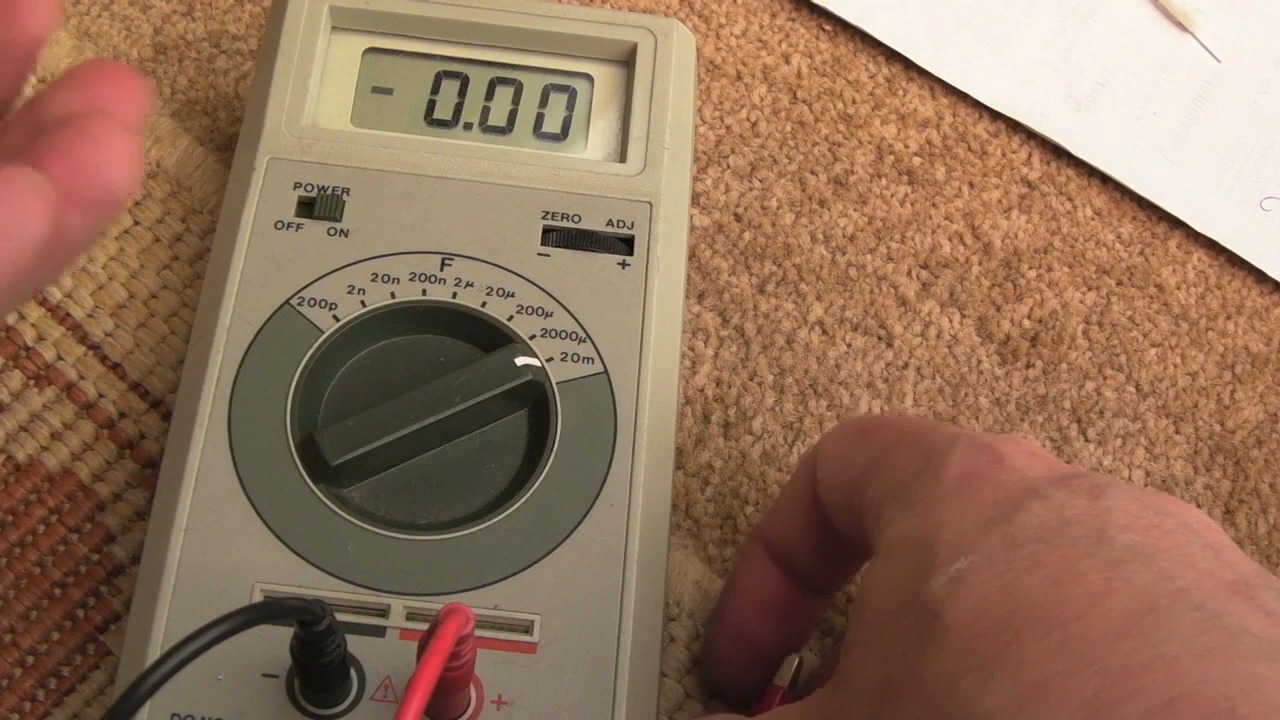 - 0.00
POWER
OFF ON
ZERO ADJ
- +
F
200p 2n 20n 200n 2µ 20µ 200µ 2000µ 20m
- +